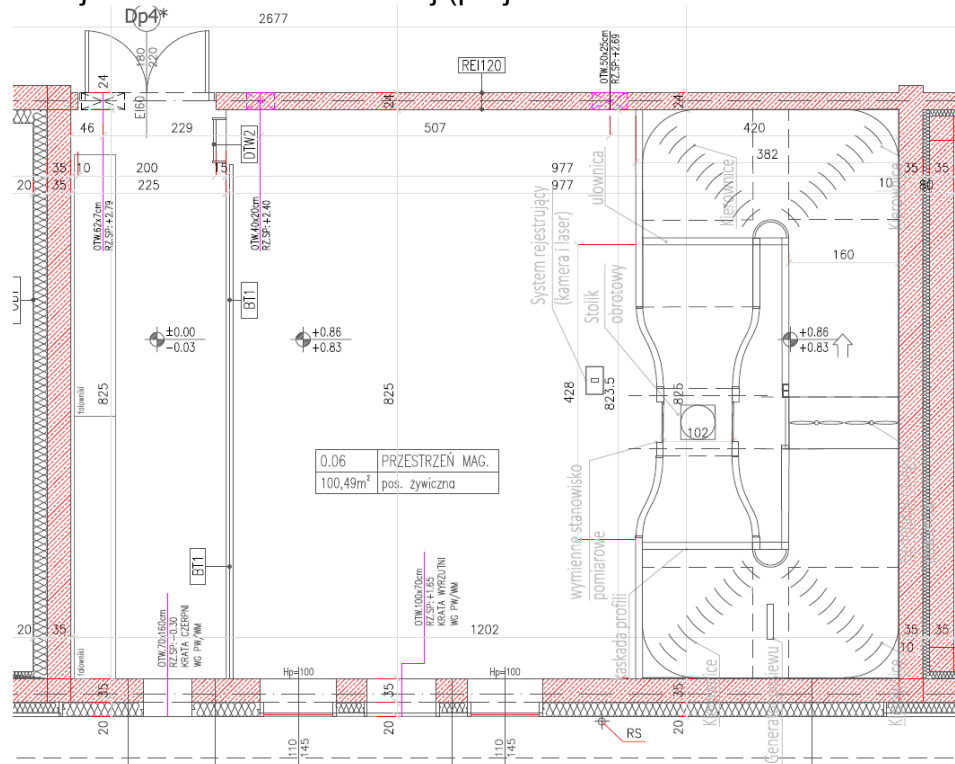 Dp4*
2677
180
220
24
EI60
REI120
OTW.50x25cm
RZ.SP.+2.69
24
24
46
229
507
420
382
DTW2
35
10
200
15
977
35
35
20
35
225
977
10
80
OTW.62x7cm
RZ.SP.+2.79
OTW.40x20cm
RZ.SP.+2.40
ulownica
Kierownice
Kierownice
System rejestrujący
(kamera i laser)
Stolik
obrotowy
160
BT1
±0.00
-0.03
+0.86
+0.83
+0.86
+0.83
falowniki
825
825
428
823.5
825
102
0.06
PRZESTRZEŃ MAG.
100,49m²
pos. żywiczna
wymienne stanowisko
pomiarowe
BT1
OTW.70x160cm
RZ.SP.-0.30
KRATA CZERPNI
WG PW/WM
OTW.100x70cm
RZ.SP.+1.65
KRATA WYRZUTNI
WG PW/WM
kaskada profili
20
35
1202
35
35
10
falowniki
Hp=100
Hp=100
35
35
20
20
20
110
145
110
145
RS